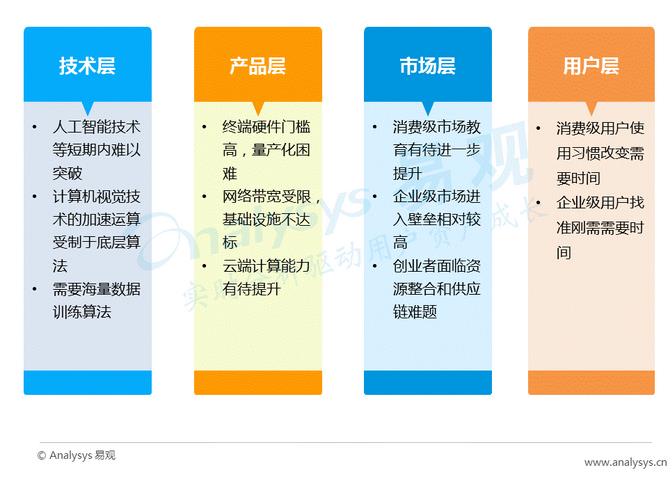 技术层
• 人工智能技术
等短期内难以
突破
• 计算机视觉技
术的加速运算
受制于底层算
法
• 需要海量数据
训练算法
产品层
• 终端硬件门槛
高，量产化困
难
• 网络带宽受限，
基础设施不达
标
• 云端计算能力
有待提升
市场层
• 消费级市场教
育有待进一步
提升
• 企业级市场进
入壁垒相对较
高
• 创业者面临资
源整合和供应
链难题
用户层
• 消费级用户使
用习惯改变需
要时间
• 企业级用户找
准刚需需要时
间
analysys 易观
实时分析驱动用户资产成长
© Analysys 易观
www.analysys.cn